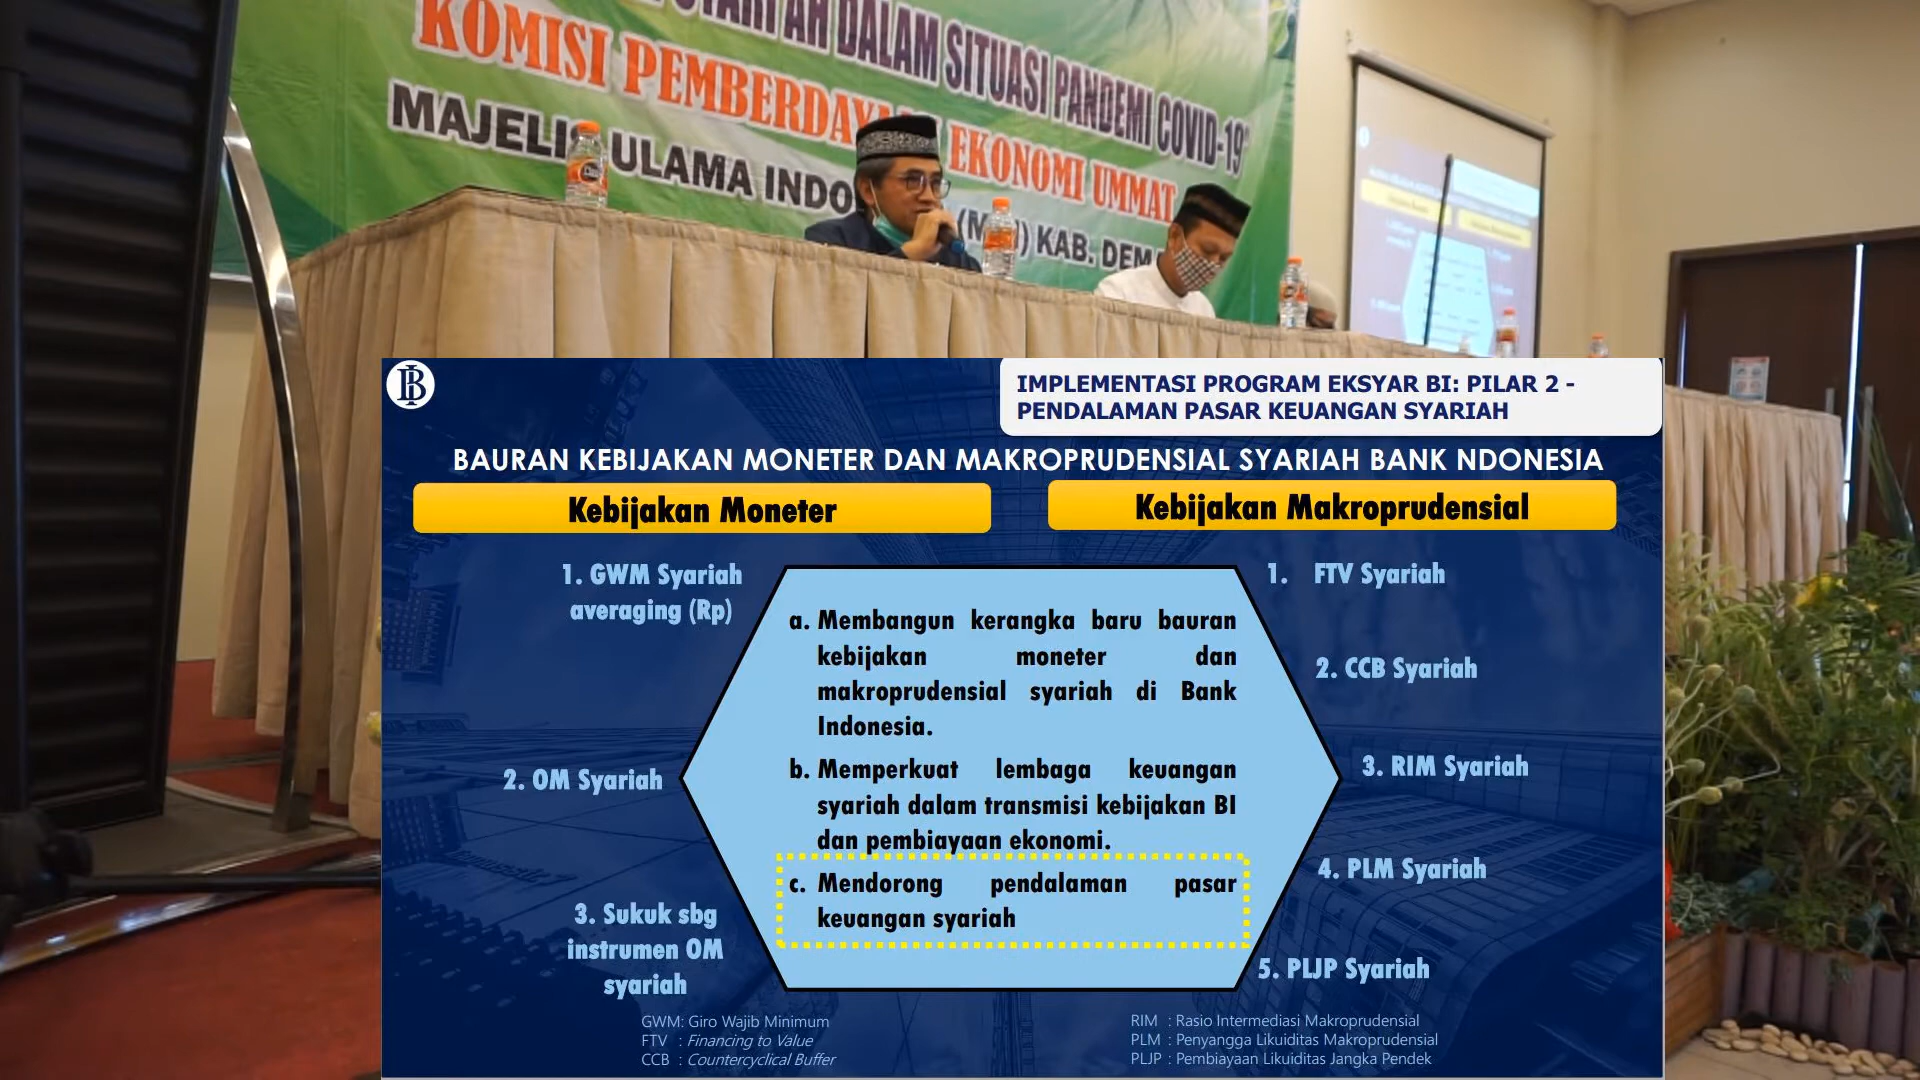 DALAM SITUASI PANDEMI COVID-19"
KOMISI PEMBERDAYA EKONOMI UMMAT
MAJELIS ULAMA INDO KAB. DEM
IMPLEMENTASI PROGRAM EKSYAR BI: PILAR 2 -
PENDALAMAN PASAR KEUANGAN SYARIAH
BAURAN KEBIJAKAN MONETER DAN MAKROPRUDENSIAL SYARIAH BANK NDONESIA
Kebijakan Moneter
1. GWM Syariah
averaging (Rp)
2. OM Syariah
3. Sukuk sbg
instrumen OM
syariah
a. Membangun kerangka baru bauran
kebijakan moneter dan
makroprudensial syariah di Bank
Indonesia.
b. Memperkuat lembaga keuangan
syariah dalam transmisi kebijakan BI
dan pembiayaan ekonomi.
c. Mendorong pendalaman pasar
keuangan syariah
Kebijakan Makroprudensial
1. FTV Syariah
2. CCB Syariah
3. RIM Syariah
4. PLM Syariah
5. PLJP Syariah
GWM: Giro Wajib Minimum
FTV : Financing to Value
CCB : Countercyclical Buffer
RIM : Rasio Intermediasi Makroprudensial
PLM : Penyangga Likuiditas Makroprudensial
PLJP : Pembiayaan Likuiditas Jangka Pendek